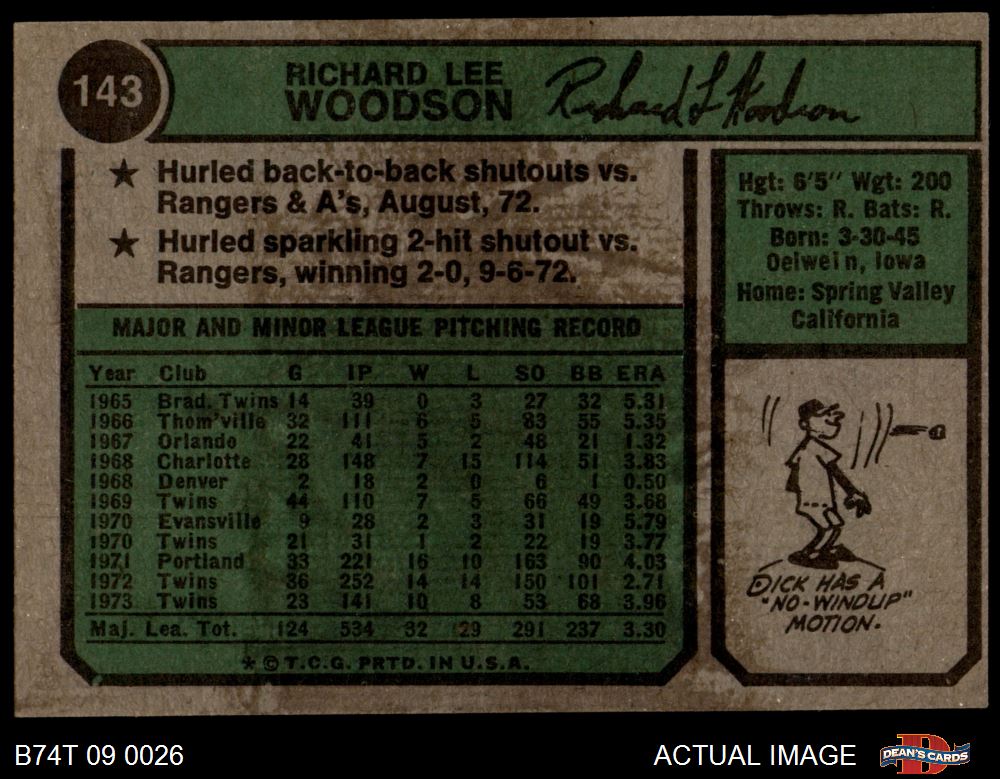 143
RICHARD LEE
WOODSON
Richard L Woodson
★ Hurled back-to-back shutouts vs.
Rangers & A's, August, 72.
★ Hurled sparkling 2-hit shutout vs.
Rangers, winning 2-0, 9-6-72.
MAJOR AND MINOR LEAGUE PITCHING RECORD
Year Club G IP W L SO BB ERA
1965 Brad. Twins 14 39 0 3 27 32 5.31
1966 Thom'ville 32 111 6 5 83 55 5.35
1967 Orlando 22 41 5 2 48 21 1.32
1968 Charlotte 28 148 7 15 114 51 3.83
1968 Denver 2 18 2 0 6 1 0.50
1969 Twins 44 110 7 5 66 49 3.68
1970 Evansville 9 28 2 3 31 19 5.79
1970 Twins 21 31 1 2 22 19 3.77
1971 Portland 33 221 16 10 163 90 4.03
1972 Twins 36 252 14 14 150 101 2.71
1973 Twins 23 141 10 8 53 68 3.96
Maj. Lea. Tot. 124 534 32 29 291 237 3.30
* © T.C.G. PRTD. IN U.S.A.
Hgt: 6'5" Wgt: 200
Throws: R. Bats: R.
Born: 3-30-45
Oelwein, Iowa
Home: Spring Valley
California
DICK HAS A
"NO-WINDUP"
MOTION.
B74T 09 0026
ACTUAL IMAGE
DEAN'S CARDS